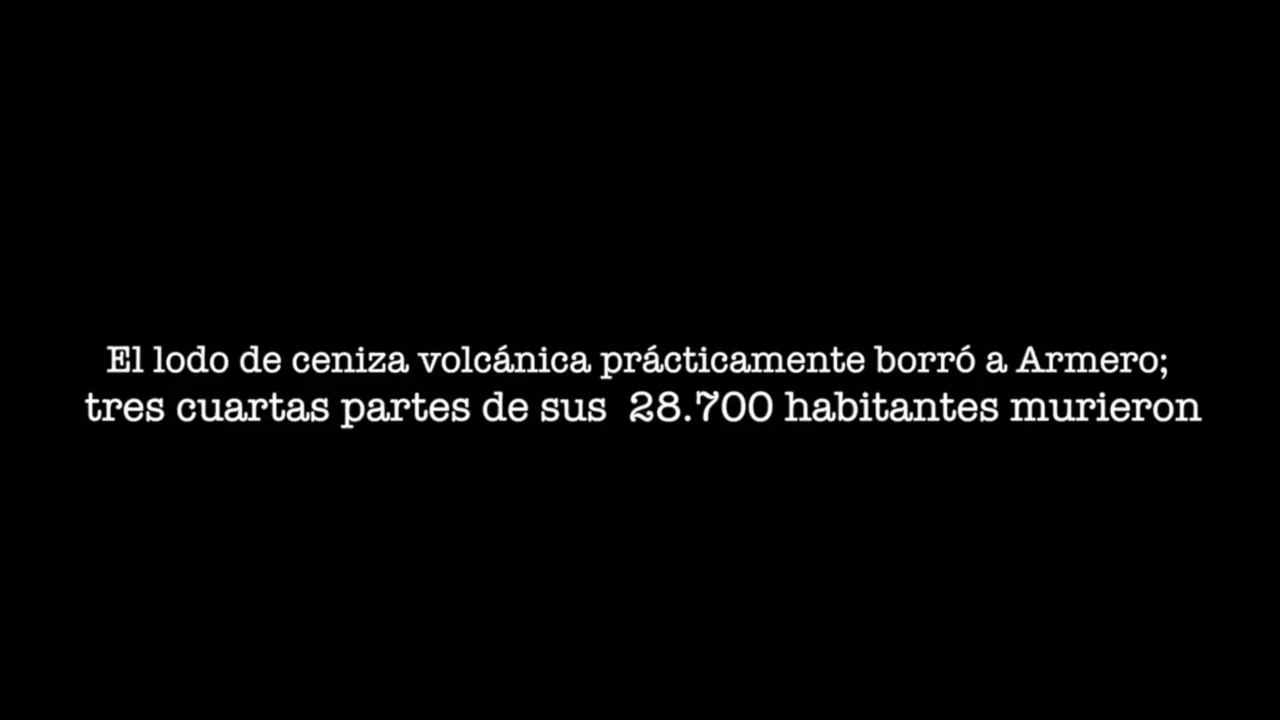 El lodo de ceniza volcánica prácticamente borró a Armero;
tres cuartas partes de sus 28.700 habitantes murieron